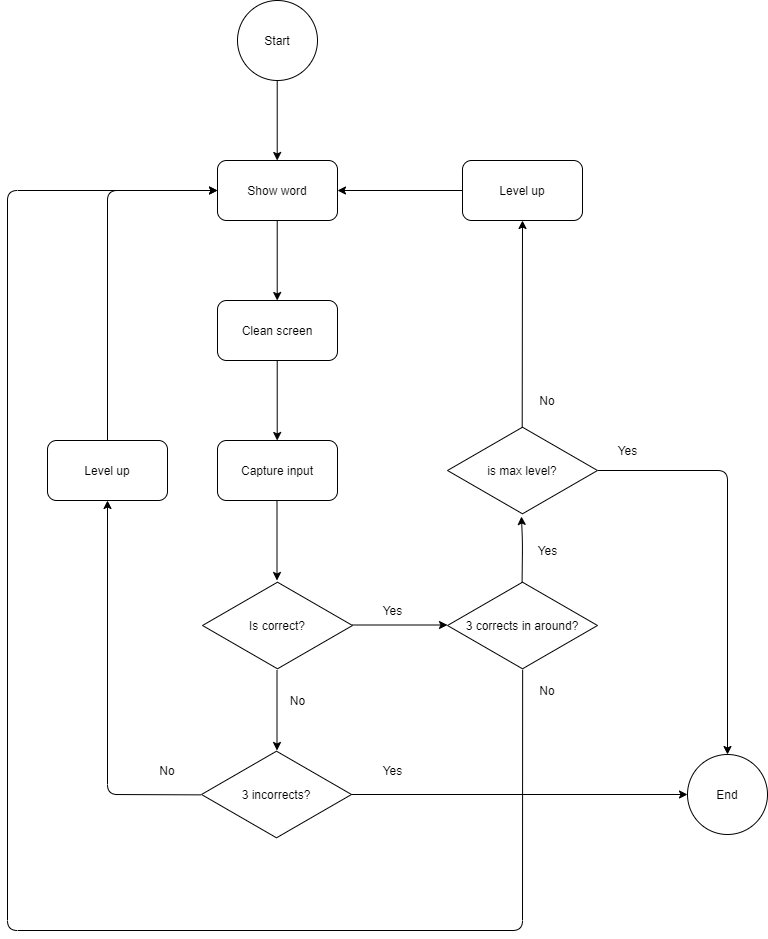 Start
Show word
Level up
Clean screen
No
Level up
Capture input
is max level?
Yes
Yes
Is correct?
Yes
3 corrects in around?
No
No
No
3 incorrects?
Yes
End